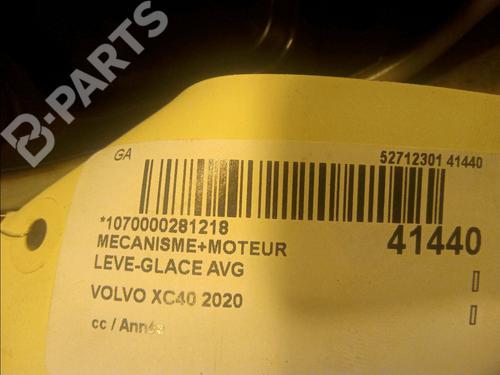 B-PARTS
GA
52712301 41440
*1070000281218
41440
MECANISME+MOTEUR
LEVE-GLACE AVG
VOLVO XC40 2020
cc / Année